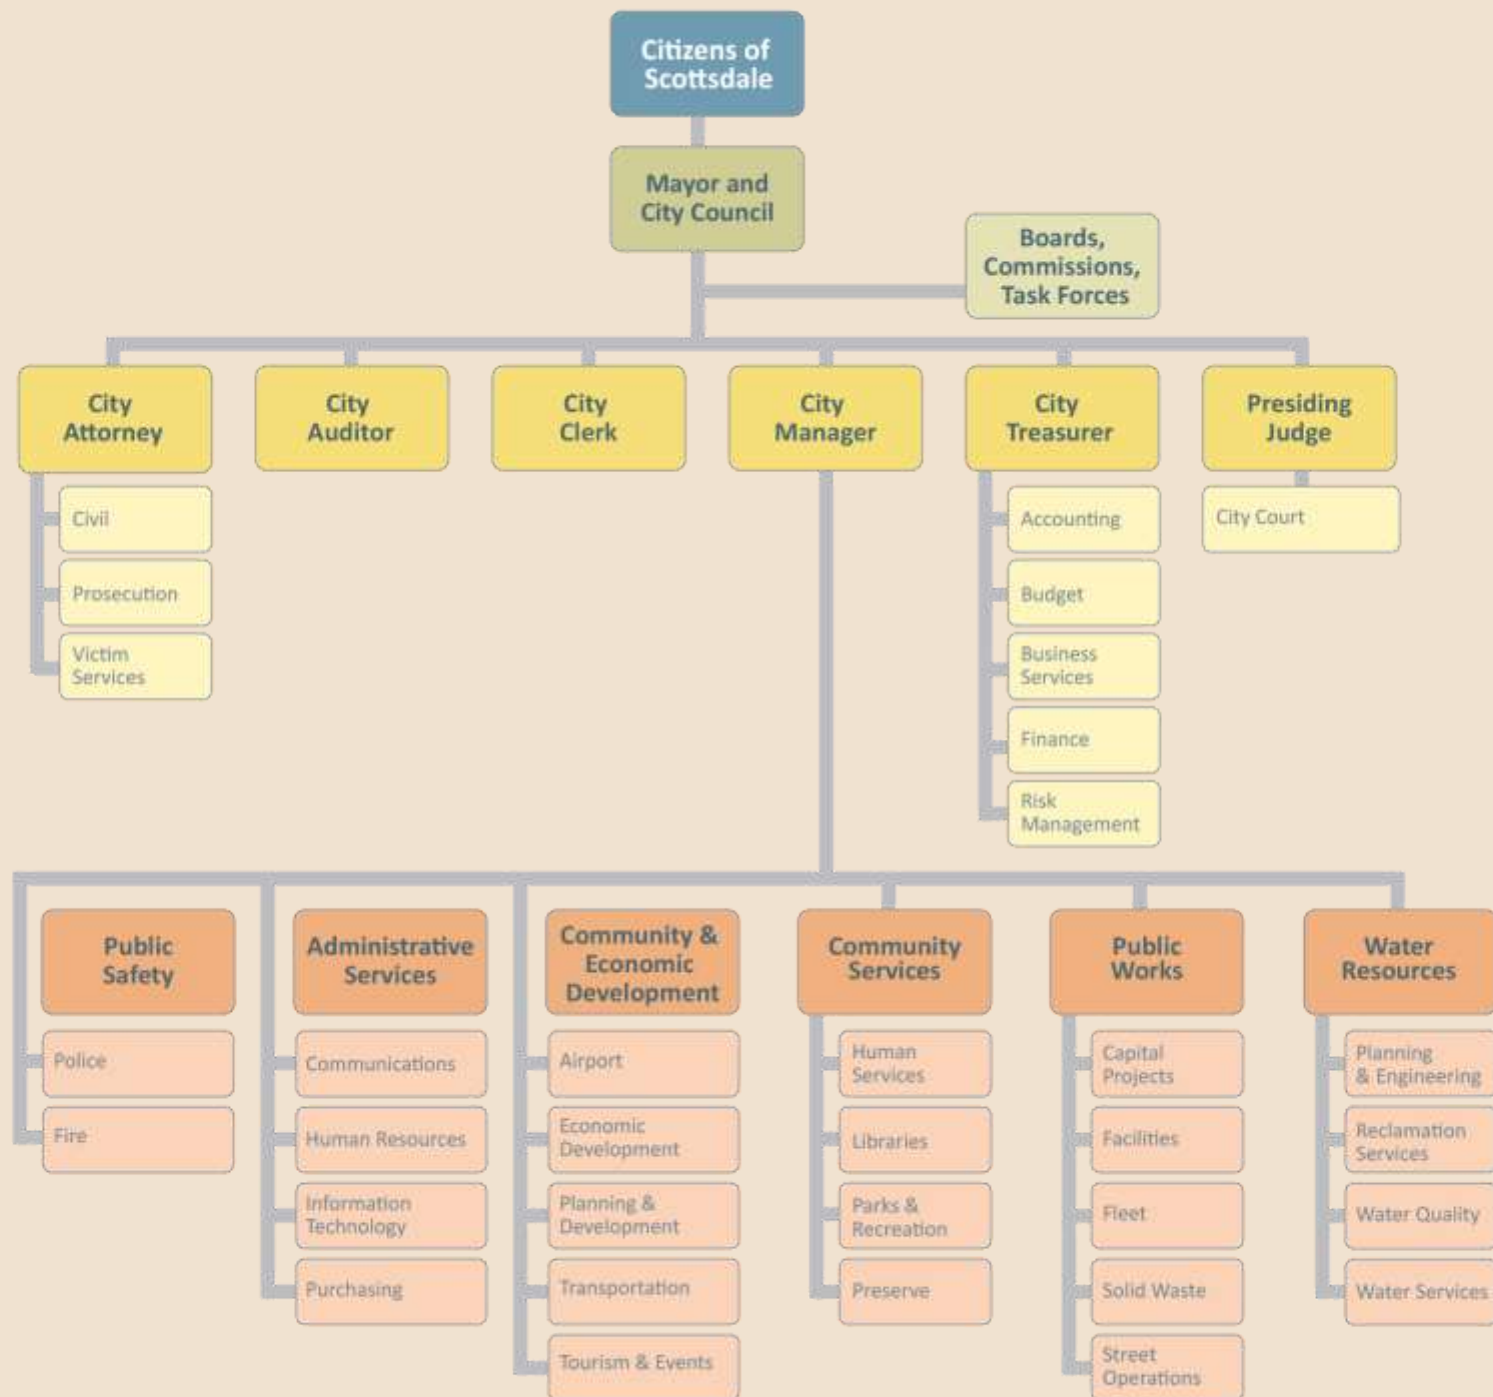 Citizens of
Scottsdale
Mayor and
City Council
Boards,
Commissions,
Task Forces
City
Attorney
City
Auditor
City
Clerk
City
Manager
City
Treasurer
Presiding
Judge
Civil
Prosecution
Victim
Services
Accounting
Budget
Business
Services
Finance
Risk
Management
City Court
Public
Safety
Police
Fire
Administrative
Services
Communications
Human Resources
Information
Technology
Purchasing
Community &
Economic
Development
Airport
Economic
Development
Planning &
Development
Transportation
Tourism & Events
Community
Services
Human
Services
Libraries
Parks &
Recreation
Preserve
Public
Works
Capital
Projects
Facilities
Fleet
Solid Waste
Street
Operations
Water
Resources
Planning
& Engineering
Reclamation
Services
Water Quality
Water Services